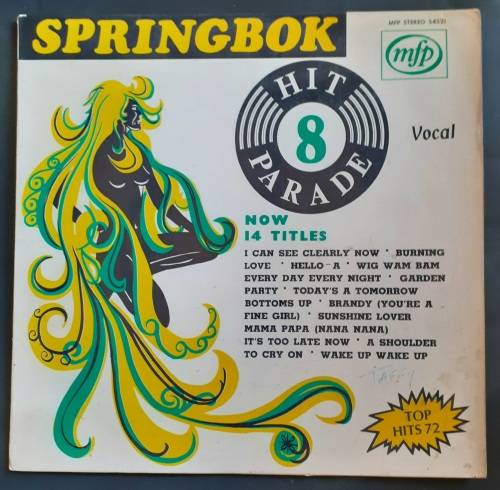 SPRINGBOK
MFP STEREO 54521
mfp
HIT
8
PARADE
Vocal
NOW
14 TITLES
I CAN SEE CLEARLY NOW * BURNING
LOVE * HELLO-A * WIG WAM BAM
EVERY DAY EVERY NIGHT * GARDEN
PARTY * TODAY'S A TOMORROW
BOTTOMS UP * BRANDY (YOU'RE A
FINE GIRL) * SUNSHINE LOVER
MAMA PAPA (NANA NANA)
IT'S TOO LATE NOW * A SHOULDER
TO CRY ON * WAKE UP WAKE UP
TOP
HITS 72